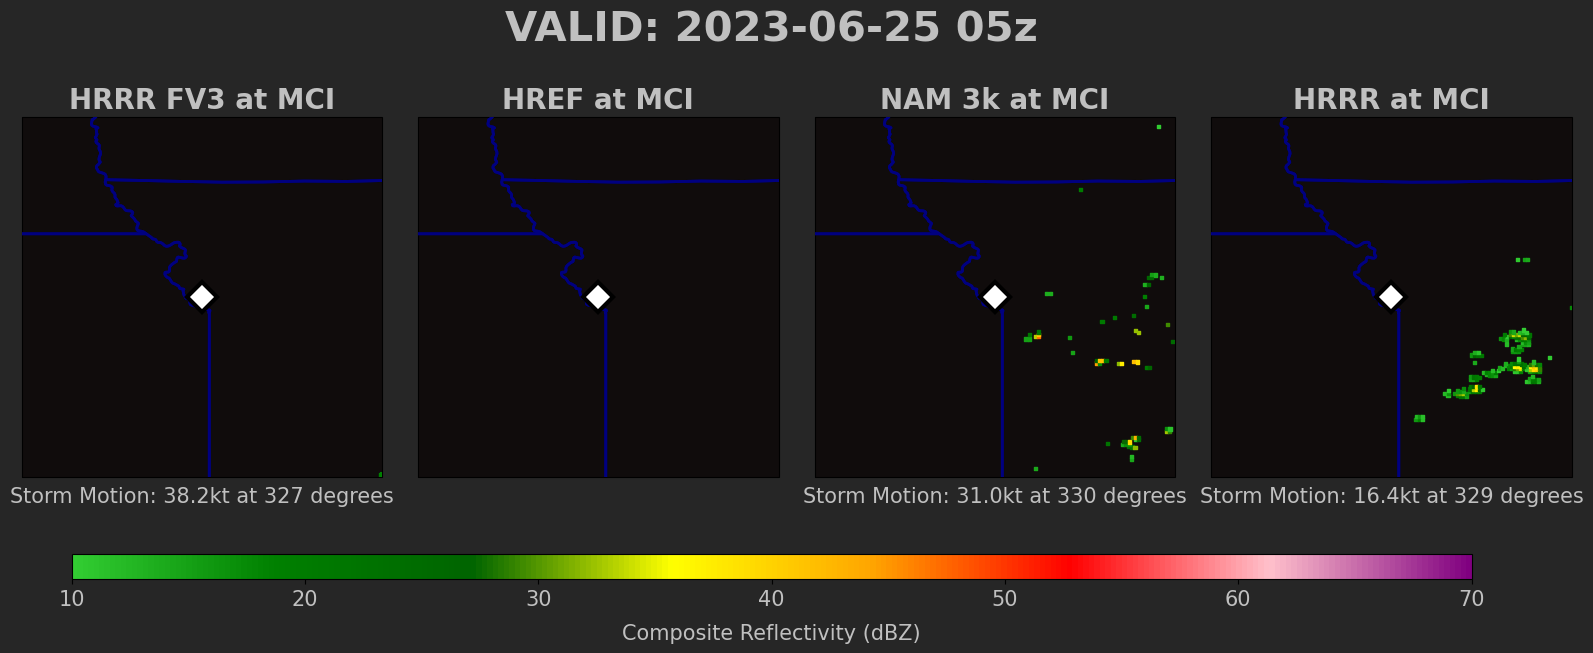 VALID: 2023-06-25 05z
HRRR FV3 at MCI
HREF at MCI
NAM 3k at MCI
HRRR at MCI
Storm Motion: 38.2kt at 327 degrees
Storm Motion: 31.0kt at 330 degrees
Storm Motion: 16.4kt at 329 degrees
10 20 30 40 50 60 70
Composite Reflectivity (dBZ)